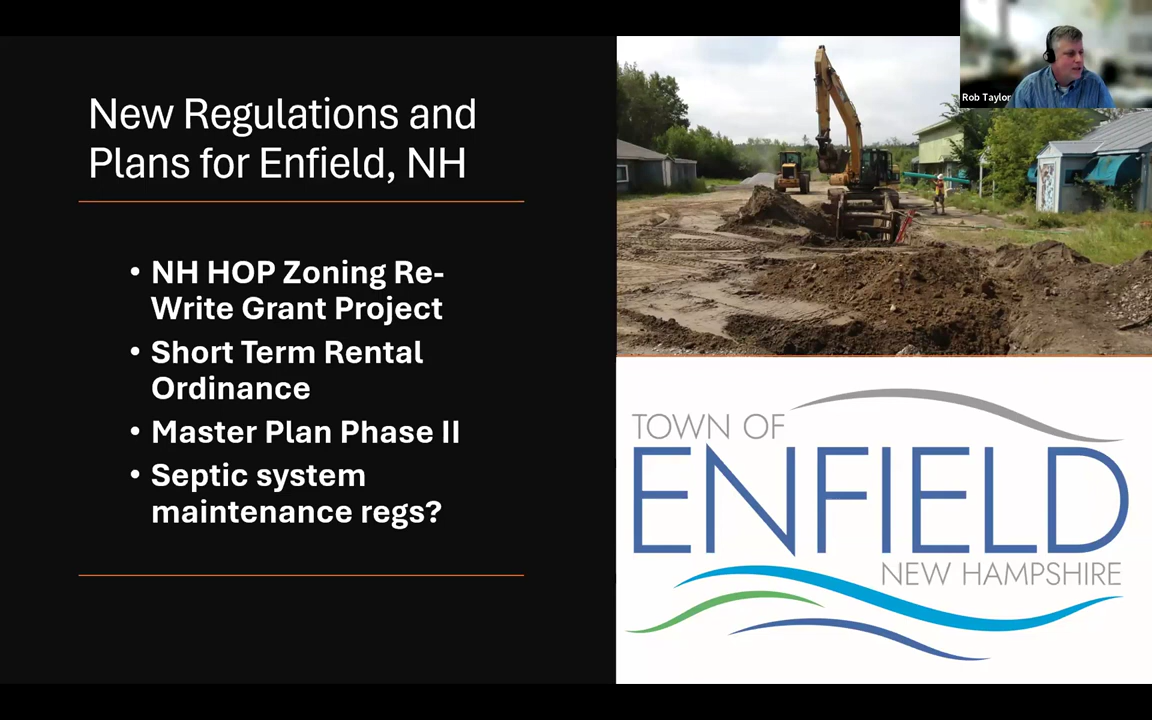 New Regulations and
Plans for Enfield, NH
• NH HOP Zoning Re-
Write Grant Project
• Short Term Rental
Ordinance
• Master Plan Phase II
• Septic system
maintenance regs?
Rob Taylor
TOWN OF
ENFIELD
NEW HAMPSHIRE